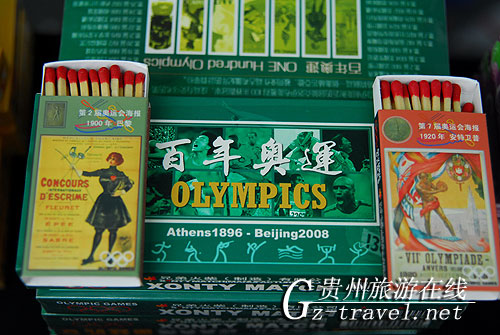 百年奧運 ONE Hundred Olympics
第2届奥运会海报
1900年 巴黎
CONCOURS
INTERNATIONAUX
D'ESCRIME
FLEURET
EPEE
SABRE
百年奥運
OLYMPICS
Athens1896 - Beijing2008
XONTY MA
OLYMPIC GAMES
第7届奥运会海报
1920年 安特卫普
VIIE OLYMPIADE
ANVERS
贵州旅游在线
Gz-travel.net